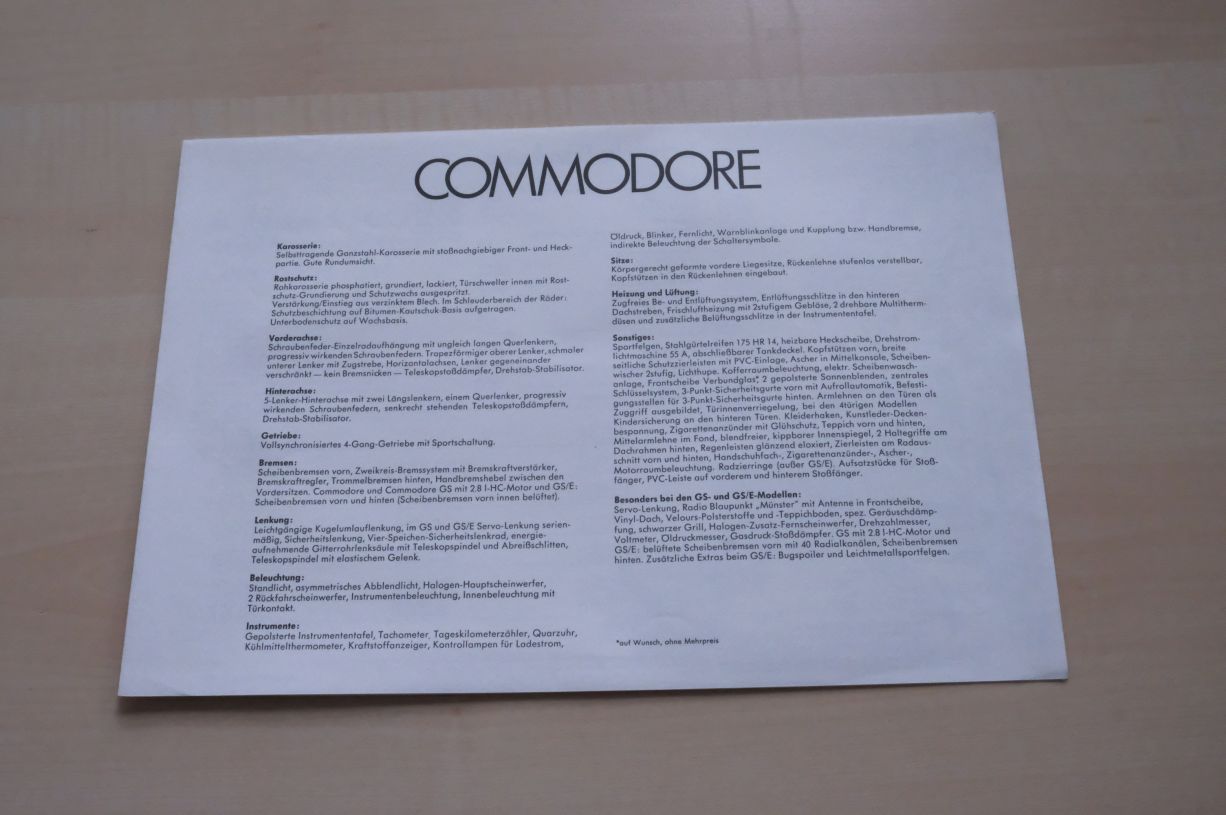 COMMODORE
Karosserie:
Selbsttragende Ganzstahl-Karosserie mit stoßnachgiebiger Front- und Heck-
partie. Gute Rundumsicht.
Rostschutz:
Rohkarosserie phosphatiert, grundiert, lackiert, Türschweller innen mit Rost-
schutz-Grundierung und Schutzwachs ausgespritzt.
Verstärkung/Einstieg aus verzinktem Blech. Im Schleuderbereich der Räder:
Schutzbeschichtung auf Bitumen-Kautschuk-Basis aufgetragen.
Unterbodenschutz auf Wachsbasis.
Vorderachse:
Schraubenfeder-Einzelradaufhängung mit ungleich langen Querlenkern,
progressiv wirkenden Schraubenfedern. Trapezförmiger oberer Lenker, schmaler
unterer Lenker mit Zugstrebe, Horizontalachsen, Lenker gegeneinander
verschränkt — kein Bremsnicken — Teleskopstoßdämpfer, Drehstab-Stabilisator.
Hinterachse:
5-Lenker-Hinterachse mit zwei Längslenkern, einem Querlenker, progressiv
wirkenden Schraubenfedern, senkrecht stehenden Teleskopstoßdämpfern,
Drehstab-Stabilisator.
Getriebe:
Vollsynchronisiertes 4-Gang-Getriebe mit Sportschaltung.
Bremsen:
Scheibenbremsen vorn, Zweikreis-Bremssystem mit Bremskraftverstärker,
Bremskraftregler, Trommelbremsen hinten, Handbremshebel zwischen den
Vordersitzen. Commodore und Commodore GS mit 2.8 l-HC-Motor und GS/E:
Scheibenbremsen vorn und hinten (Scheibenbremsen vorn innen belüftet).
Lenkung:
Leichtgängige Kugelumlauflenkung, im GS und GS/E Servo-Lenkung serien-
mäßig, Sicherheitslenkung, Vier-Speichen-Sicherheitslenkrad, energie-
aufnehmende Gitterrohrlenksäule mit Teleskopspindel und Abreißschlitten,
Teleskopspindel mit elastischem Gelenk.
Beleuchtung:
Standlicht, asymmetrisches Abblendlicht, Halogen-Hauptscheinwerfer,
2 Rückfahrscheinwerfer, Instrumentenbeleuchtung, Innenbeleuchtung mit
Türkontakt.
Instrumente:
Gepolsterte Instrumententafel, Tachometer, Tageskilometerzähler, Quarzuhr,
Kühlmittelthermometer, Kraftstoffanzeiger, Kontrollampen für Ladestrom,
Öldruck, Blinker, Fernlicht, Warnblinkanlage und Kupplung bzw. Handbremse,
indirekte Beleuchtung der Schaltersymbole.
Sitze:
Körpergerecht geformte vordere Liegesitze, Rückenlehne stufenlos verstellbar,
Kopfstützen in den Rückenlehnen eingebaut.
Heizung und Lüftung:
Zugfreies Be- und Entlüftungssystem, Entlüftungsschlitze in den hinteren
Dachstreben, Frischluftheizung mit 2stufigem Gebläse, 2 drehbare Multitherm-
düsen und zusätzliche Belüftungsschlitze in der Instrumententafel.
Sonstiges:
Sportfelgen, Stahlgürtelreifen 175 HR 14, heizbare Heckscheibe, Drehstrom-
lichtmaschine 55 A, abschließbarer Tankdeckel. Kopfstützen vorn, breite
seitliche Schutzzierleisten mit PVC-Einlage, Ascher in Mittelkonsole, Scheiben-
wischer 2stufig, Lichthupe. Kofferraumbeleuchtung, elektr. Scheibenwasch-
anlage, Frontscheibe Verbundglas*, 2 gepolsterte Sonnenblenden, zentrales
Schlüsselsystem, 3-Punkt-Sicherheitsgurte vorn mit Aufrollautomatik, Befesti-
gungsstellen für 3-Punkt-Sicherheitsgurte hinten. Armlehnen an den Türen als
Zuggriff ausgebildet, Türinnenverriegelung, bei den 4türigen Modellen
Kindersicherung an den hinteren Türen. Kleiderhaken, Kunstleder-Decken-
bespannung, Zigarettenanzünder mit Glühschutz, Teppich vorn und hinten,
Mittelarmlehne im Fond, blendfreier, kippbarer Innenspiegel, 2 Haltegriffe am
Dachrahmen hinten, Regenleisten glänzend eloxiert, Zierleisten am Radaus-
schnitt vorn und hinten, Handschuhfach-, Zigarettenanzünder-, Ascher-,
Motorraumbeleuchtung. Radzierringe (außer GS/E). Aufsatzstücke für Stoß-
fänger, PVC-Leiste auf vorderem und hinterem Stoßfänger.
Besonders bei den GS- und GS/E-Modellen:
Servo-Lenkung, Radio Blaupunkt „Münster" mit Antenne in Frontscheibe,
Vinyl-Dach, Velours-Polsterstoffe und -Teppichboden, spez. Geräuschdämp-
fung, schwarzer Grill, Halogen-Zusatz-Fernscheinwerfer, Drehzahlmesser,
Voltmeter, Öldruckmesser, Gasdruck-Stoßdämpfer. GS mit 2.8 l-HC-Motor und
GS/E: belüftete Scheibenbremsen vorn mit 40 Radialkanälen, Scheibenbremsen
hinten. Zusätzliche Extras beim GS/E: Bugspoiler und Leichtmetallsportfelgen.
*auf Wunsch, ohne Mehrpreis